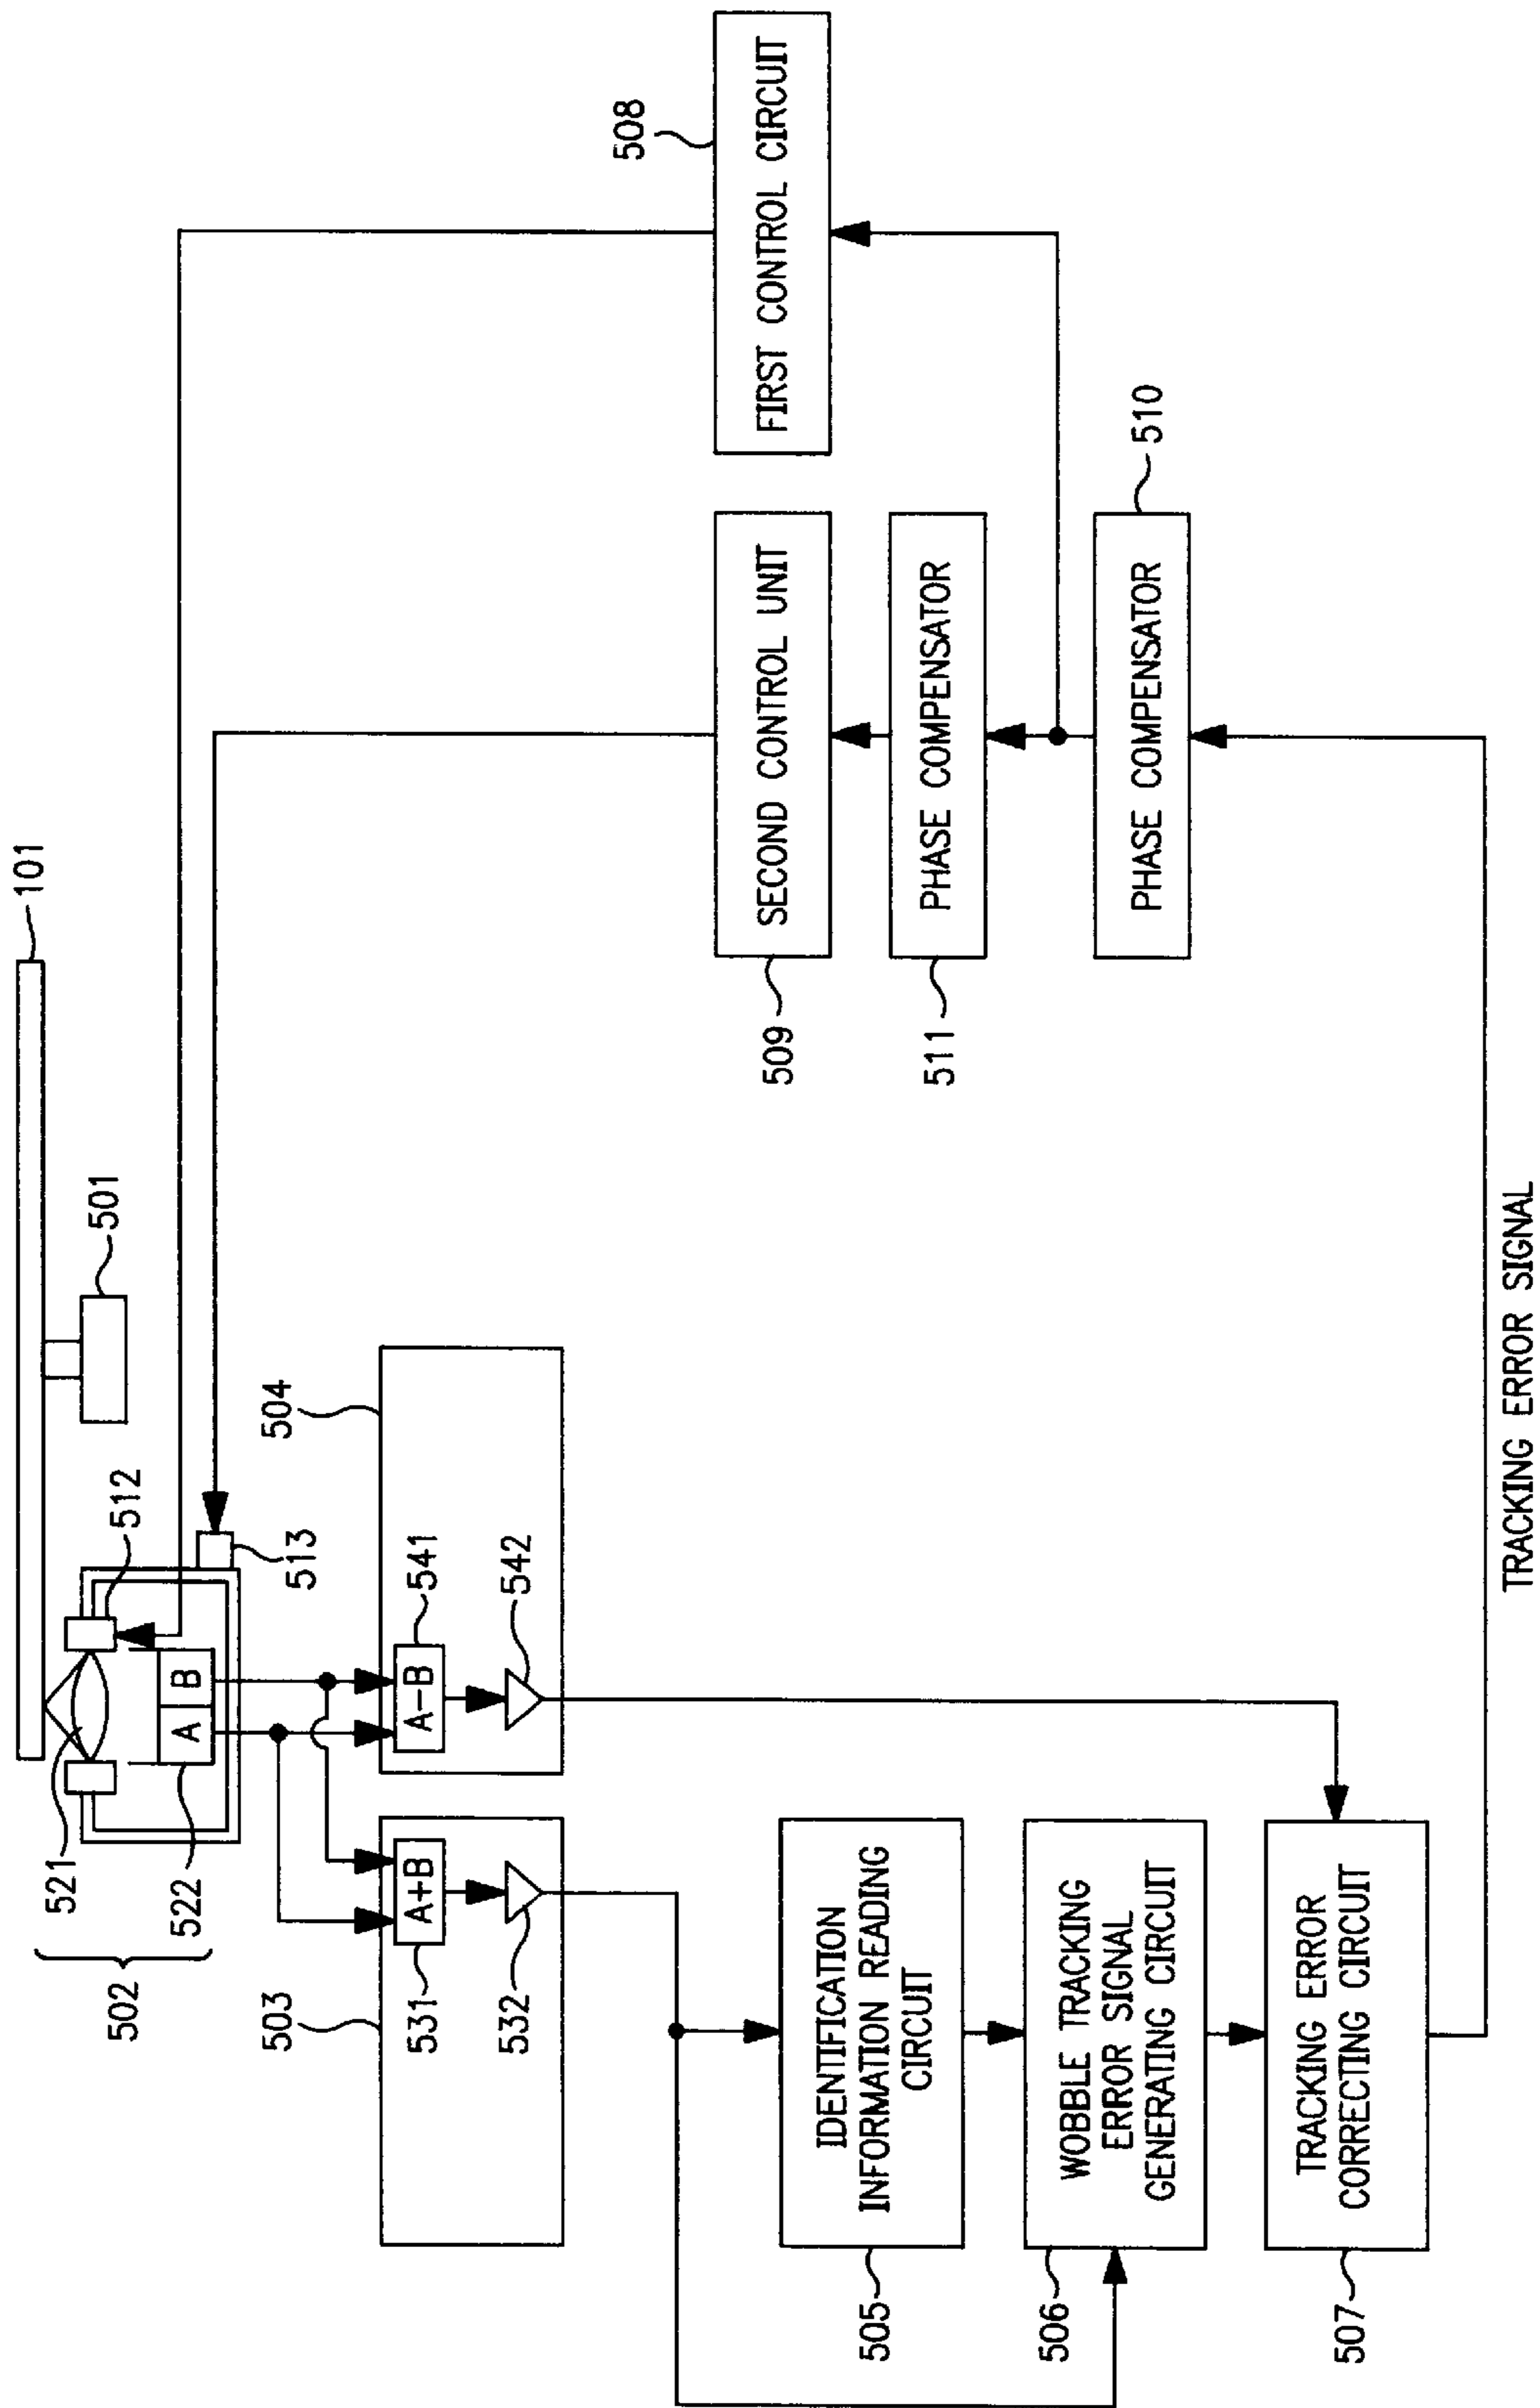 101
501
512
521
513
522
502
A
B
504
503
A+B
531
532
A-B
541
542
IDENTIFICATION
INFORMATION READING
CIRCUIT
505
WOBBLE TRACKING
ERROR SIGNAL
GENERATING CIRCUIT
506
TRACKING ERROR
CORRECTING CIRCUIT
507
TRACKING ERROR SIGNAL
FIRST CONTROL CIRCUIT
508
SECOND CONTROL UNIT
509
PHASE COMPENSATOR
511
PHASE COMPENSATOR
510